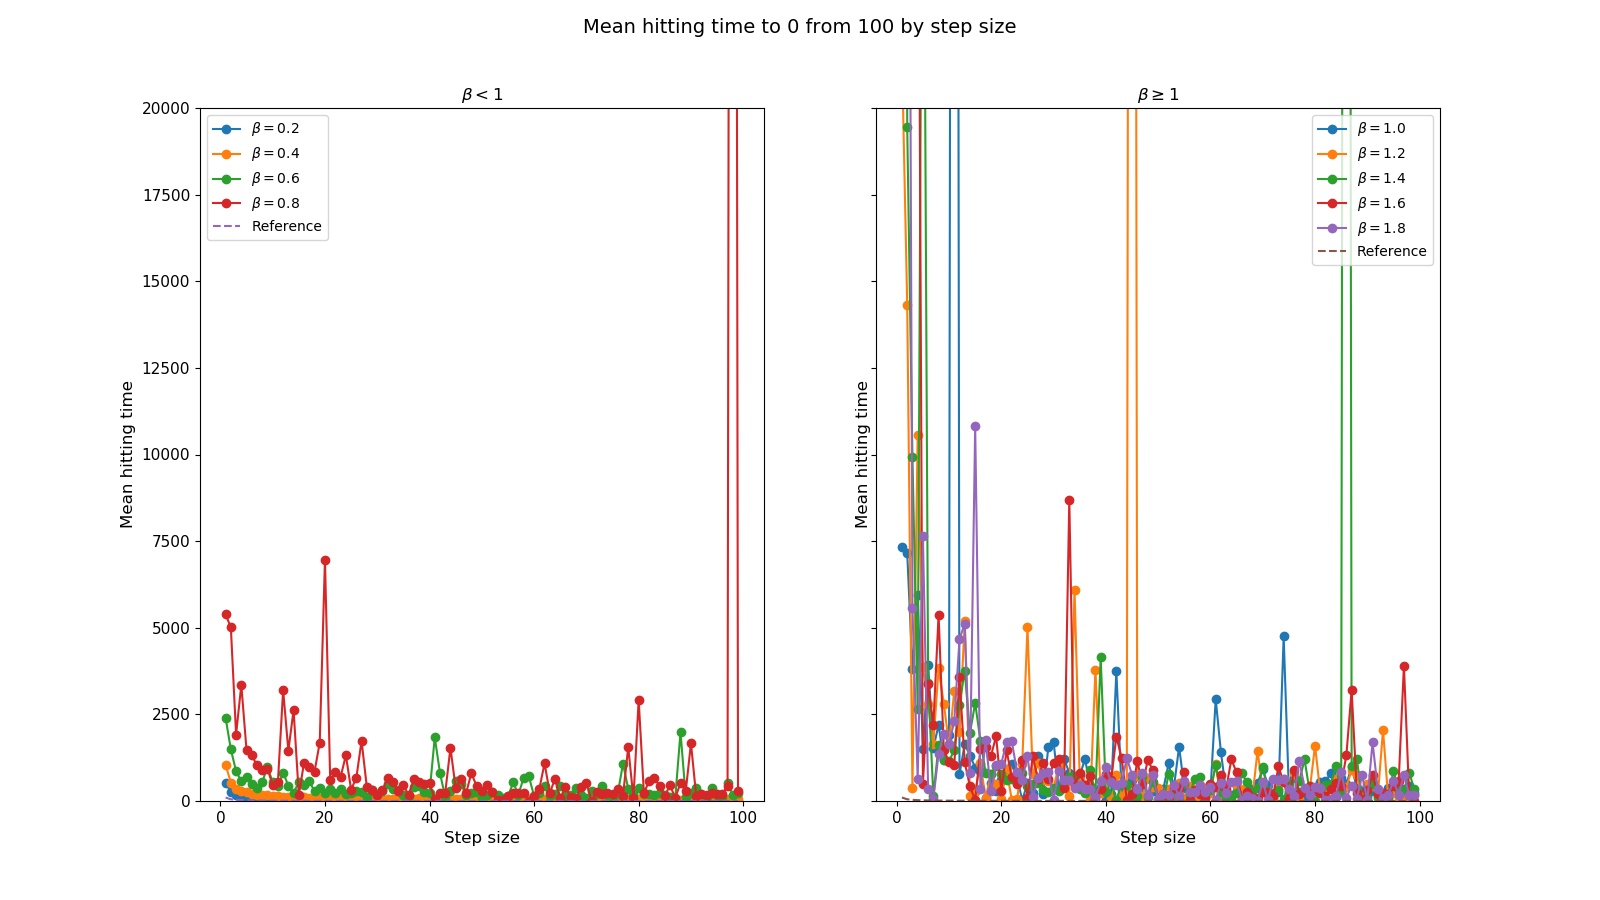 Mean hitting time to 0 from 100 by step size
β < 1
20000
17500
15000
12500
10000
7500
5000
2500
0
Mean hitting time
0 20 40 60 80 100
Step size
β = 0.2
β = 0.4
β = 0.6
β = 0.8
Reference
β ≥ 1
Mean hitting time
0 20 40 60 80 100
Step size
β = 1.0
β = 1.2
β = 1.4
β = 1.6
β = 1.8
Reference